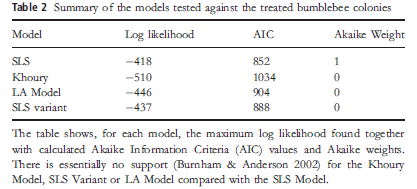 Table 2 Summary of the models tested against the treated bumblebee colonies
Model Log likelihood AIC Akaike Weight
SLS −418 852 1
Khoury −510 1034 0
LA Model −446 904 0
SLS variant −437 888 0
The table shows, for each model, the maximum log likelihood found together
with calculated Akaike Information Criteria (AIC) values and Akaike weights.
There is essentially no support (Burnham & Anderson 2002) for the Khoury
Model, SLS Variant or LA Model compared with the SLS Model.